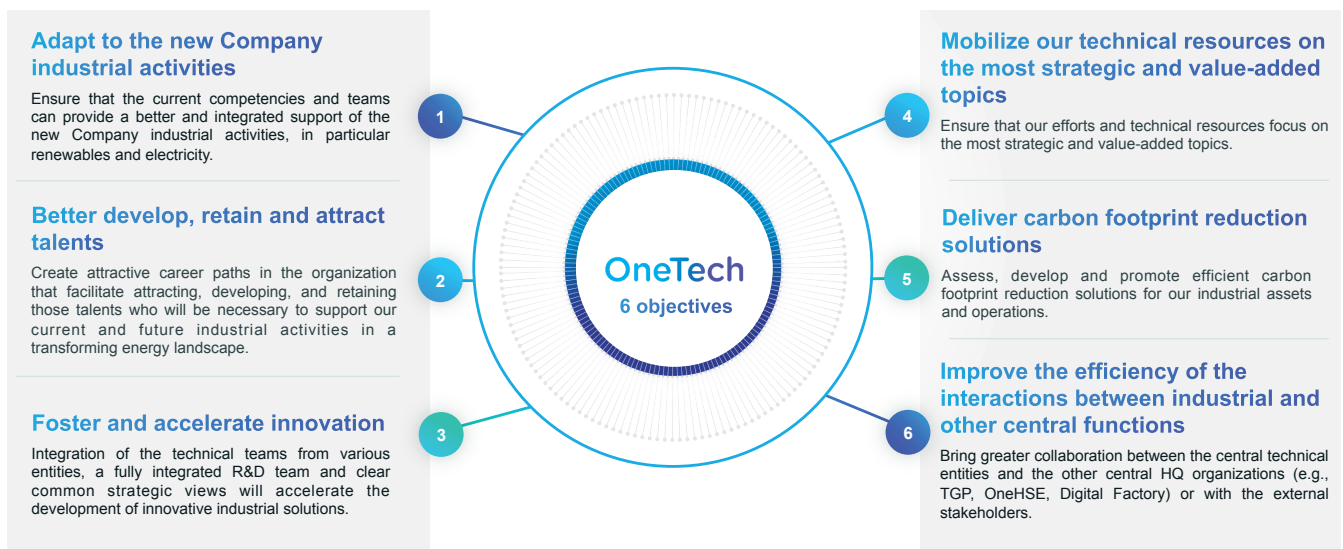 Adapt to the new Company
industrial activities
Ensure that the current competencies and teams
can provide a better and integrated support of the
new Company industrial activities, in particular
renewables and electricity.
1
Better develop, retain and attract
talents
Create attractive career paths in the organization
that facilitate attracting, developing, and retaining
those talents who will be necessary to support our
current and future industrial activities in a
transforming energy landscape.
2
Foster and accelerate innovation
Integration of the technical teams from various
entities, a fully integrated R&D team and clear
common strategic views will accelerate the
development of innovative industrial solutions.
3
OneTech
6 objectives
Mobilize our technical resources on
the most strategic and value-added
topics
Ensure that our efforts and technical resources focus on
the most strategic and value-added topics.
4
Deliver carbon footprint reduction
solutions
Assess, develop and promote efficient carbon
footprint reduction solutions for our industrial assets
and operations.
5
Improve the efficiency of the
interactions between industrial and
other central functions
Bring greater collaboration between the central technical
entities and the other central HQ organizations (e.g.,
TGP, OneHSE, Digital Factory) or with the external
stakeholders.
6